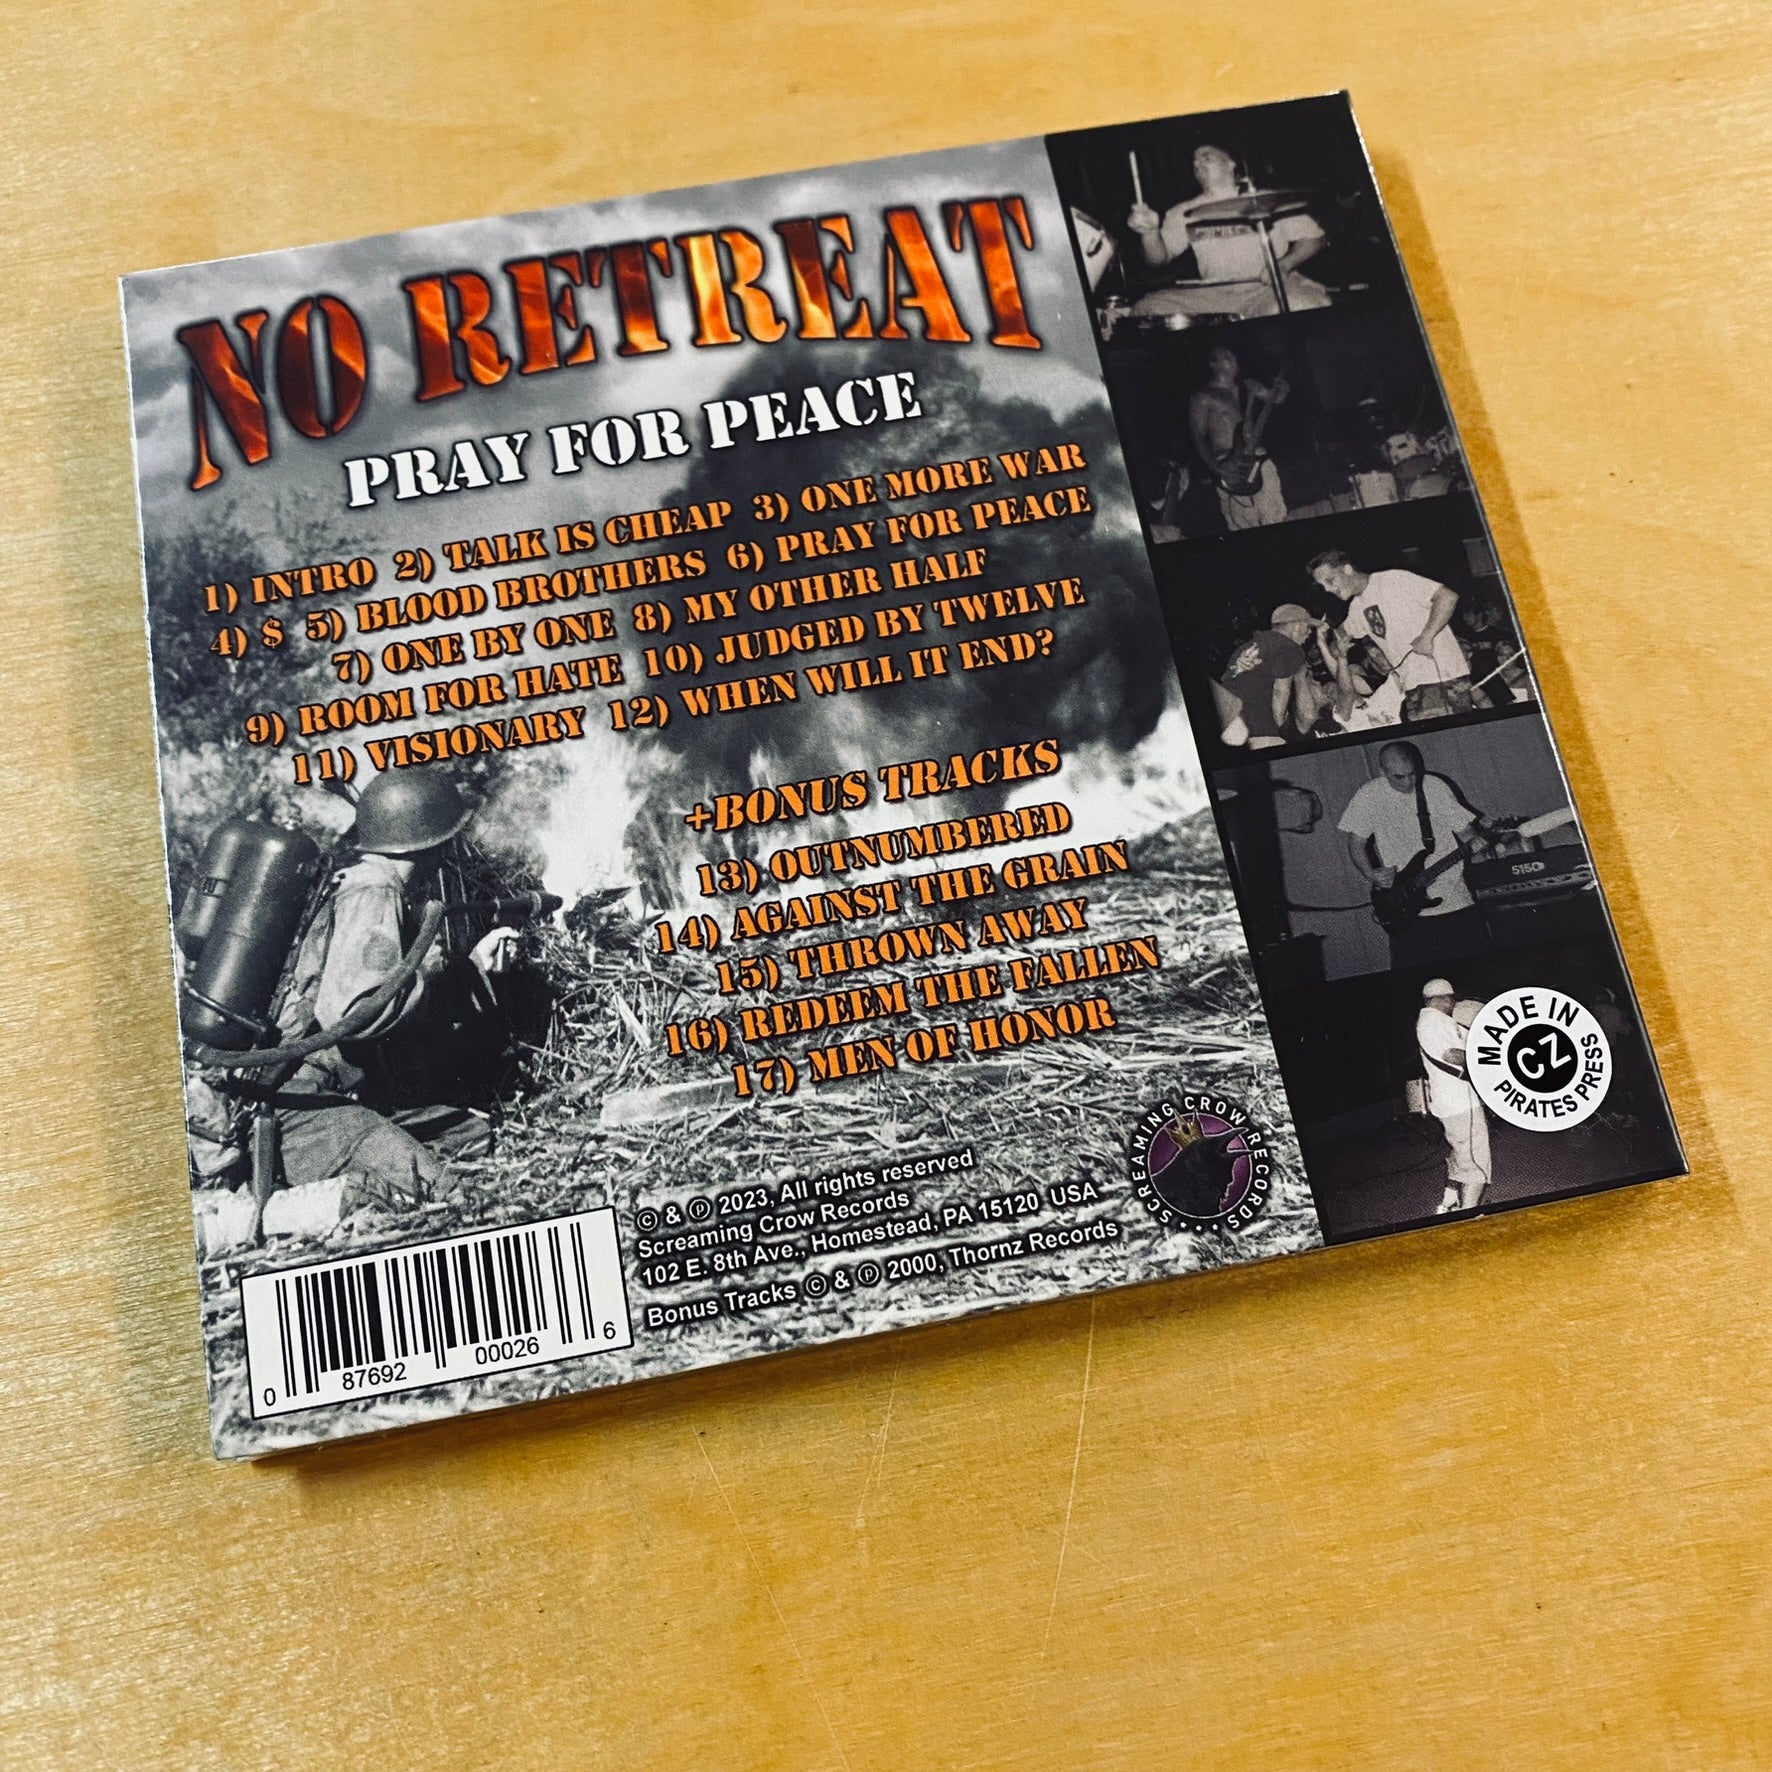 NO RETREAT
PRAY FOR PEACE
1) INTRO 2) TALK IS CHEAP 3) ONE MORE WAR
4) $ 5) BLOOD BROTHERS 6) PRAY FOR PEACE
7) ONE BY ONE 8) MY OTHER HALF
9) ROOM FOR HATE 10) JUDGED BY TWELVE
11) VISIONARY 12) WHEN WILL IT END?
+BONUS TRACKS
13) OUTNUMBERED
14) AGAINST THE GRAIN
15) THROWN AWAY
16) REDEEM THE FALLEN
17) MEN OF HONOR
© & ℗ 2023, All rights reserved
Screaming Crow Records
102 E. 8th Ave., Homestead, PA 15120 USA
Bonus Tracks © & ℗ 2000, Thornz Records
0 87692 00026 6
SCREAMING CROW RECORDS
5150
MADE IN
CZ
PIRATES PRESS